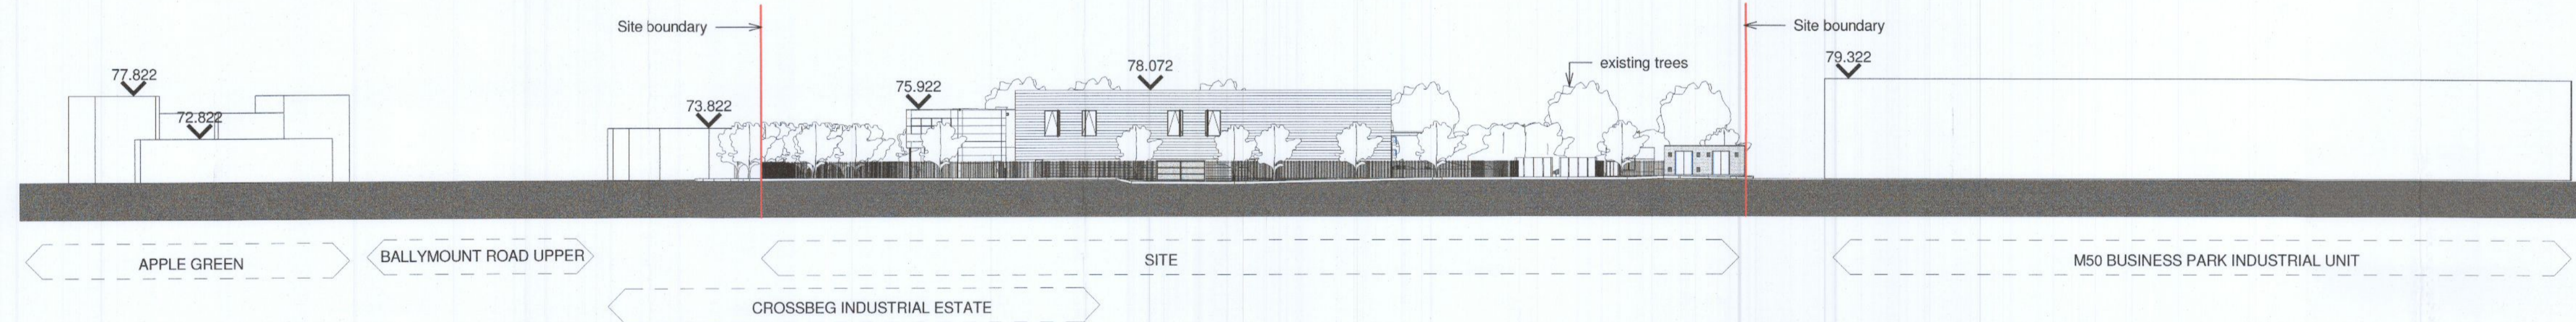 Site boundary
Site boundary
77.822
72.822
73.822
75.922
78.072
existing trees
79.322
APPLE GREEN
BALLYMOUNT ROAD UPPER
SITE
M50 BUSINESS PARK INDUSTRIAL UNIT
CROSSBEG INDUSTRIAL ESTATE